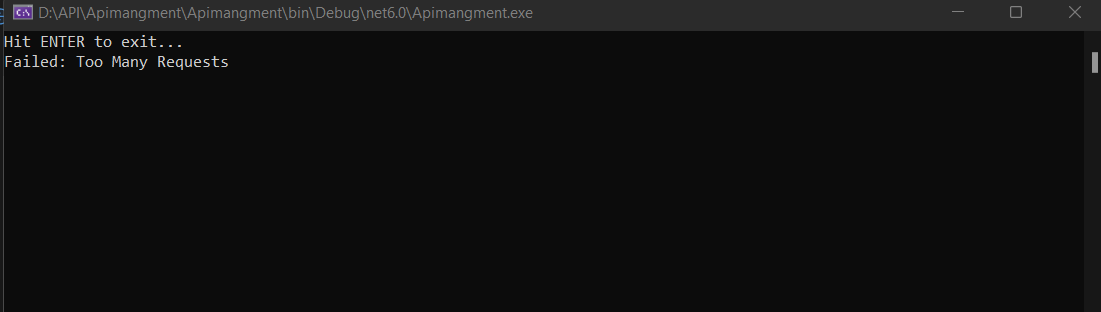 D:\API\Apimangment\Apimangment\bin\Debug\net6.0\Apimangment.exe
Hit ENTER to exit...
Failed: Too Many Requests